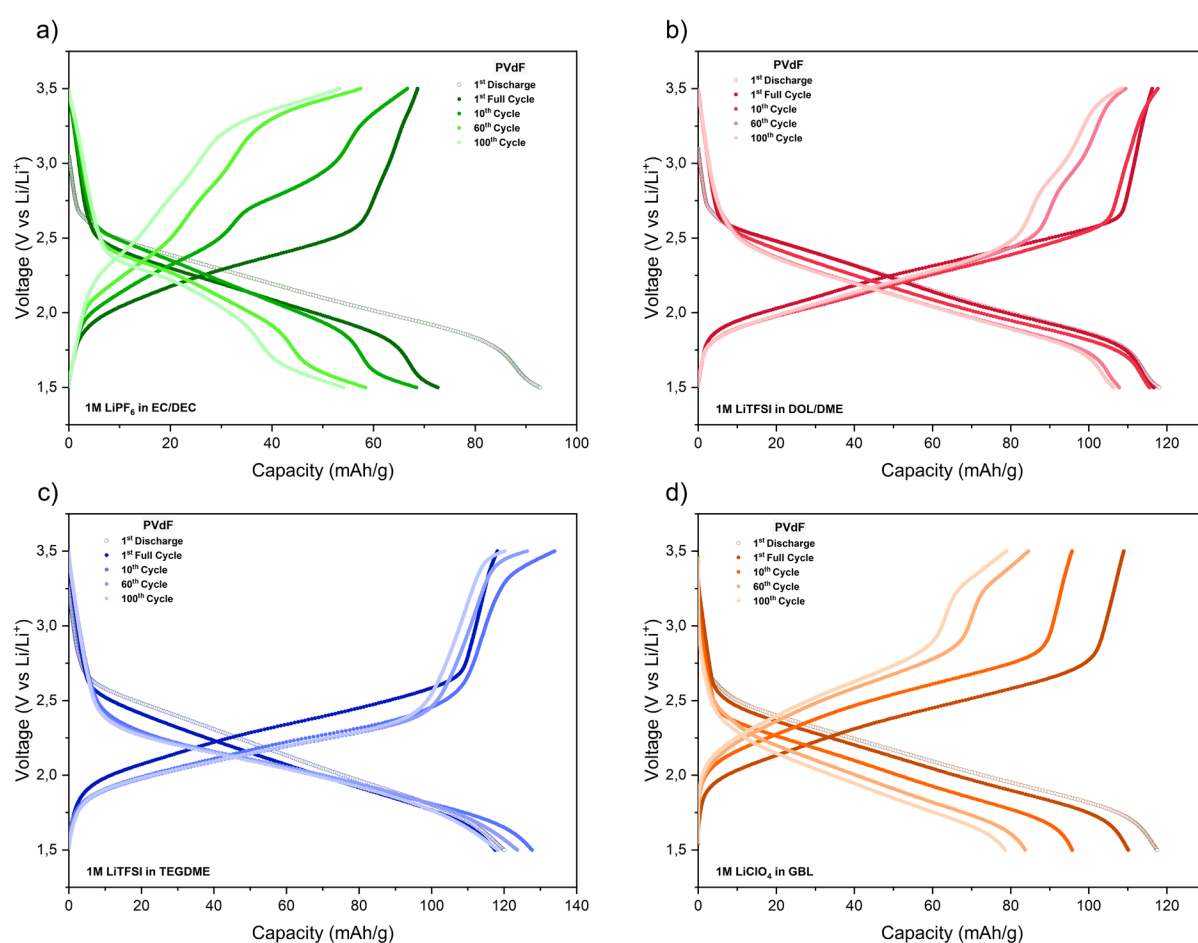 a)
PVdF
1st Discharge
1st Full Cycle
10th Cycle
60th Cycle
100th Cycle
3,5
3,0
2,5
2,0
1,5
Voltage (V vs Li/Li+)
1M LiPF6 in EC/DEC
0 20 40 60 80 100
Capacity (mAh/g)
b)
PVdF
1st Discharge
1st Full Cycle
10th Cycle
60th Cycle
100th Cycle
3,5
3,0
2,5
2,0
1,5
Voltage (V vs Li/Li+)
1M LiTFSI in DOL/DME
0 20 40 60 80 100 120
Capacity (mAh/g)
c)
PVdF
1st Discharge
1st Full Cycle
10th Cycle
60th Cycle
100th Cycle
3,5
3,0
2,5
2,0
1,5
Voltage (V vs Li/Li+)
1M LiTFSI in TEGDME
0 20 40 60 80 100 120 140
Capacity (mAh/g)
d)
PVdF
1st Discharge
1st Full Cycle
10th Cycle
60th Cycle
100th Cycle
3,5
3,0
2,5
2,0
1,5
Voltage (V vs Li/Li+)
1M LiClO4 in GBL
0 20 40 60 80 100 120
Capacity (mAh/g)